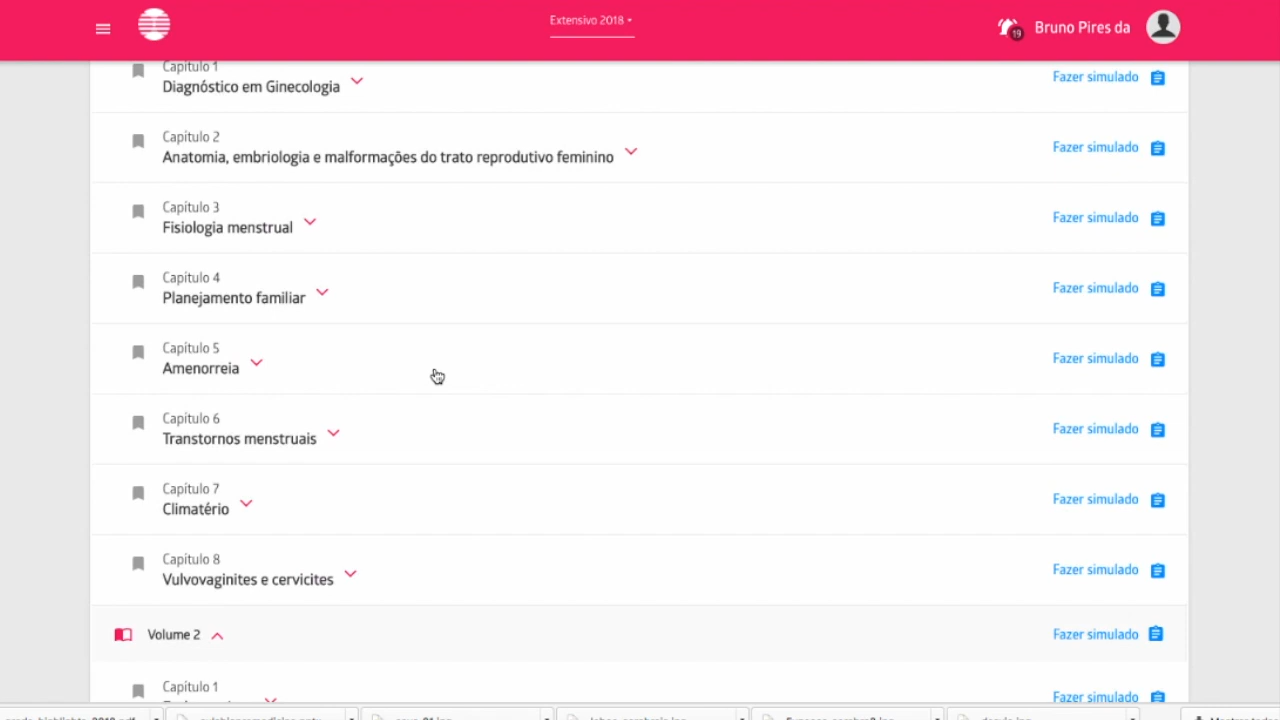 Extensivo 2018
19
Bruno Pires da
Capítulo 1
Diagnóstico em Ginecologia
Fazer simulado
Capítulo 2
Anatomia, embriologia e malformações do trato reprodutivo feminino
Fazer simulado
Capítulo 3
Fisiologia menstrual
Fazer simulado
Capítulo 4
Planejamento familiar
Fazer simulado
Capítulo 5
Amenorreia
Fazer simulado
Capítulo 6
Transtornos menstruais
Fazer simulado
Capítulo 7
Climatério
Fazer simulado
Capítulo 8
Vulvovaginites e cervicites
Fazer simulado
Volume 2
Fazer simulado
Capítulo 1
Fazer simulado